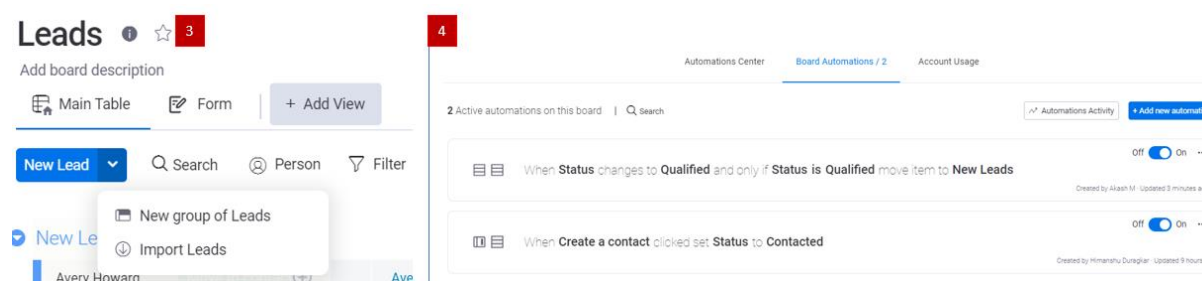 Leads
3
Add board description
Main Table
Form
+ Add View
New Lead
Search
Person
Filter
New group of Leads
Import Leads
New Le
Avery Howard
Ave
4
Automations Center
Board Automations / 2
Account Usage
2 Active automations on this board
Search
Automations Activity
+ Add new automati
When Status changes to Qualified and only if Status is Qualified move item to New Leads
Off
On
Created by Akash M · Updated 3 minutes a
When Create a contact clicked set Status to Contacted
Off
On
Created by Himanshu Duragkar · Updated 9 hours